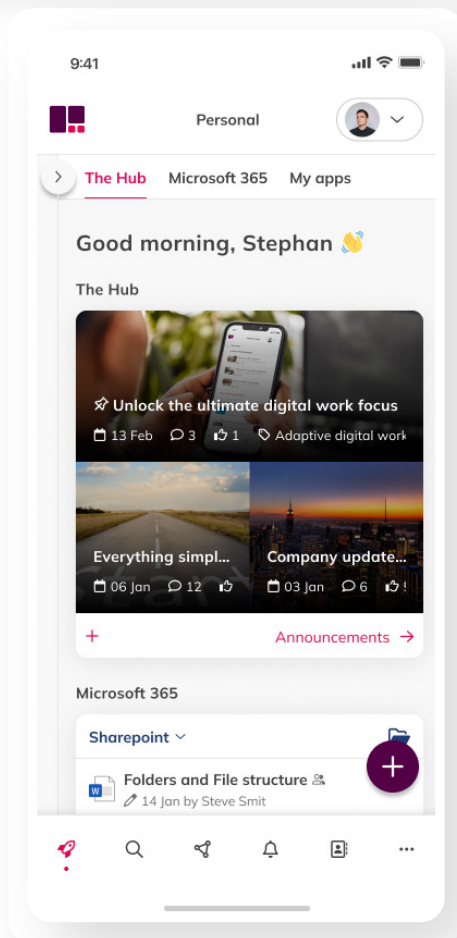 9:41
Personal
The Hub Microsoft 365 My apps
Good morning, Stephan 👋
The Hub
Unlock the ultimate digital work focus
13 Feb 3 1 Adaptive digital work
Everything simpl...
06 Jan 12
Company update...
03 Jan 6
+
Announcements →
Microsoft 365
Sharepoint
Folders and File structure
14 Jan by Steve Smit
+